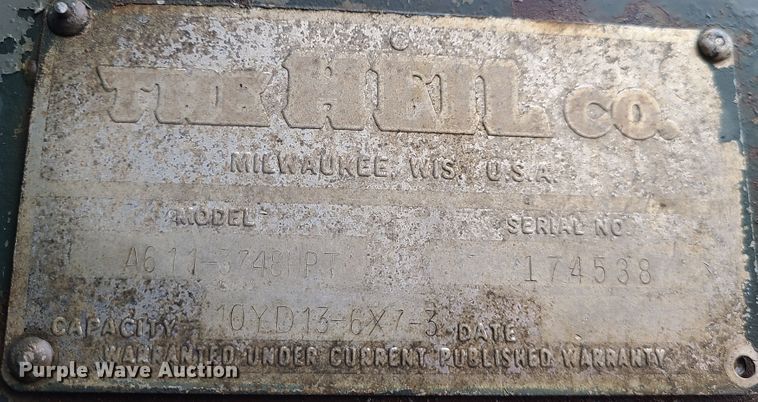 THE HEIL CO.
MILWAUKEE, WIS., U.S.A.
MODEL SERIAL NO
174538
CAPACITY 10YD13-6X7-3 DATE
WARRANTED UNDER CURRENT PUBLISHED WARRANTY
Purple Wave Auction